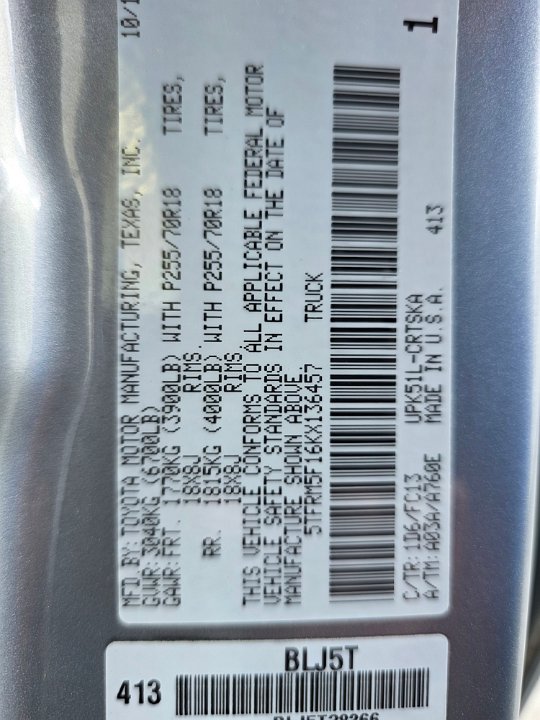 MFD BY: TOYOTA MOTOR MANUFACTURING, TEXAS, INC. 10/1
GVWR: 3040KG (6700LB)
GAWR: FRT. 1770KG (3900LB) WITH P255/70R18 TIRES,
18X8J RIMS.
RR. 1815KG (4000LB) WITH P255/70R18 TIRES,
18X8J RIMS.
THIS VEHICLE CONFORMS TO ALL APPLICABLE FEDERAL MOTOR
VEHICLE SAFETY STANDARDS IN EFFECT ON THE DATE OF
MANUFACTURE SHOWN ABOVE.
5TFRM5F16KX136457 TRUCK
C/TR: 1D6/FC13 UPK51L-CRTSKA 413
A/TM: A03A/A760E MADE IN U.S.A. 1
BLJ5T
413